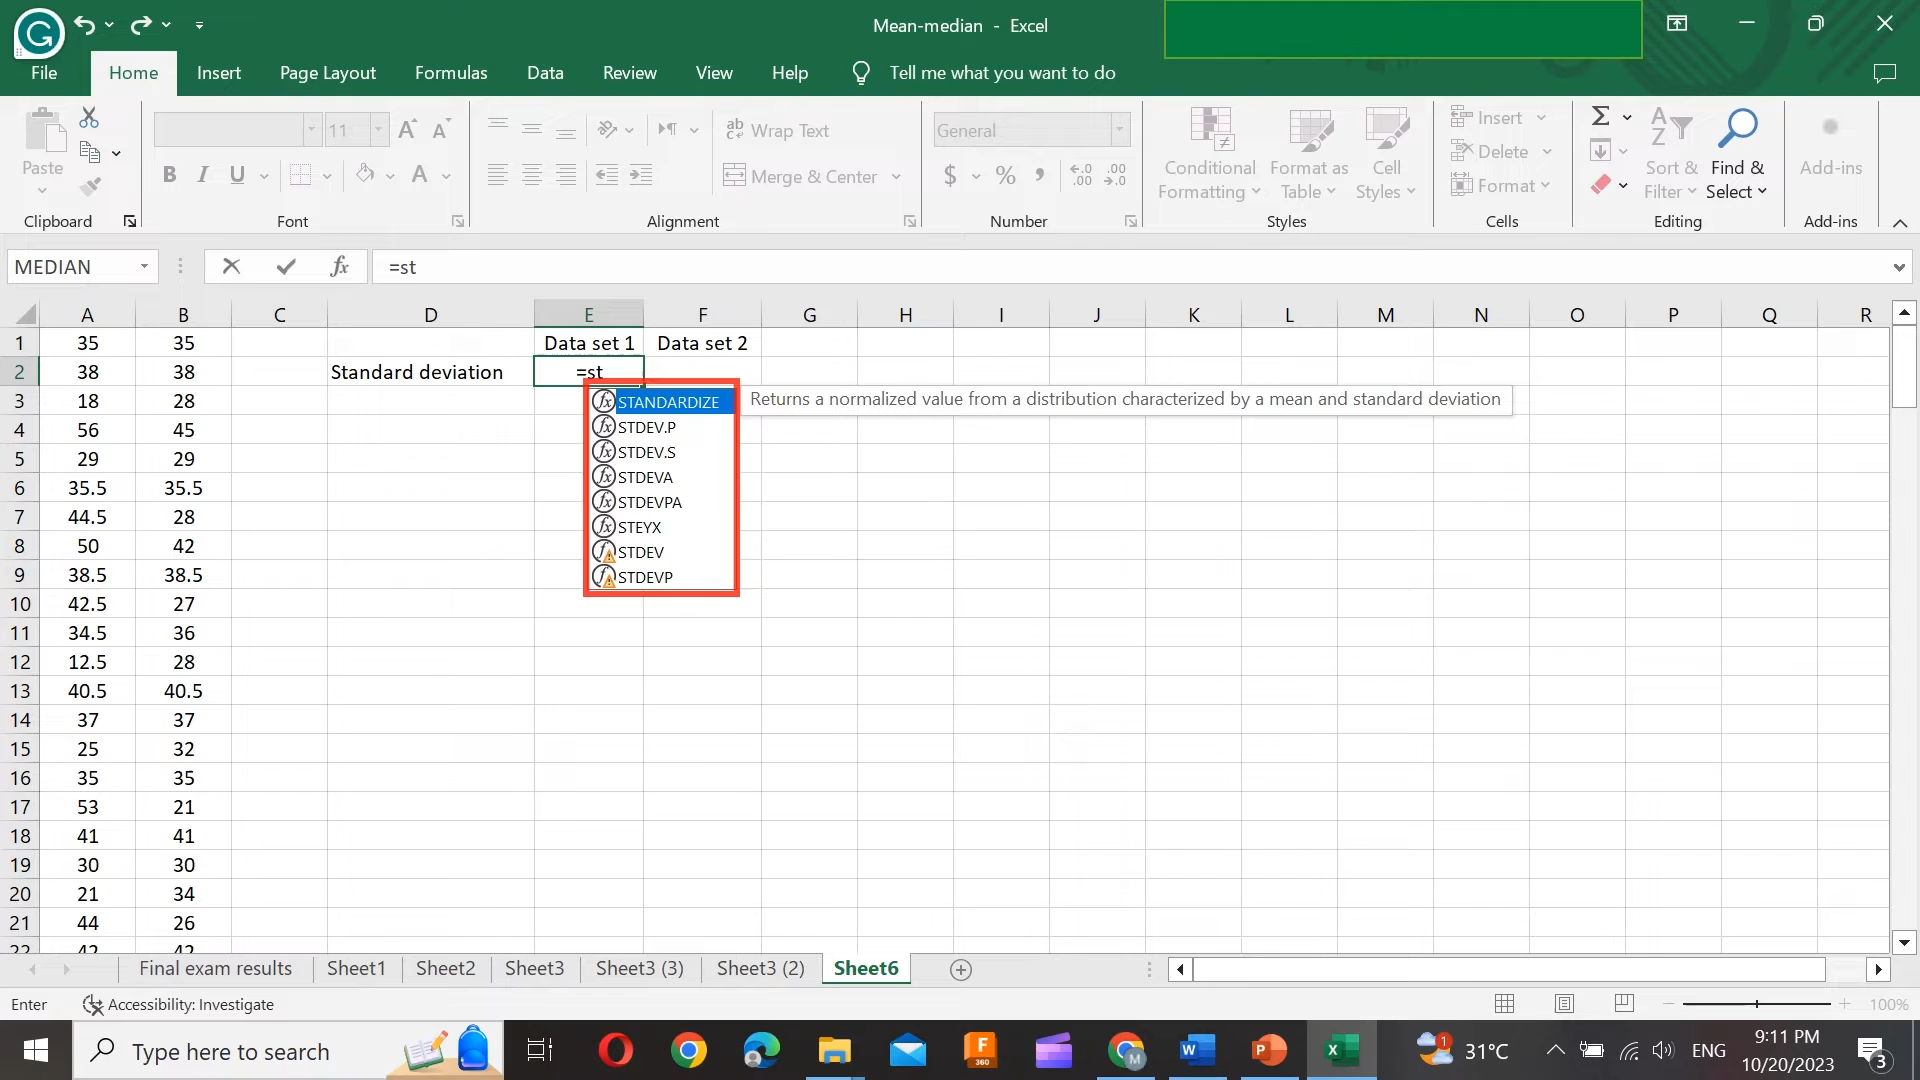 Mean-median - Excel
File Home Insert Page Layout Formulas Data Review View Help Tell me what you want to do
Paste
Clipboard
11
B I U
Font
ab Wrap Text
Merge & Center
Alignment
General
$ % , .00 .00
Number
Conditional Formatting
Format as Table
Cell Styles
Styles
Insert
Delete
Format
Cells
Sort & Filter
Find & Select
Editing
Add-ins
Add-ins
MEDIAN fx =st
A B C D E F G H I J K L M N O P Q R
1 35 35 Data set 1 Data set 2
2 38 38 Standard deviation =st
3 18 28
4 56 45
5 29 29
6 35.5 35.5
7 44.5 28
8 50 42
9 38.5 38.5
10 42.5 27
11 34.5 36
12 12.5 28
13 40.5 40.5
14 37 37
15 25 32
16 35 35
17 53 21
18 41 41
19 30 30
20 21 34
21 44 26
22 42 42
STANDARDIZE
Returns a normalized value from a distribution characterized by a mean and standard deviation
STDEV.P
STDEV.S
STDEVA
STDEVPA
STEYX
STDEV
STDEVP
Final exam results Sheet1 Sheet2 Sheet3 Sheet3 (3) Sheet3 (2) Sheet6
Enter Accessibility: Investigate 100%
Type here to search
1 31°C ENG
9:11 PM
10/20/2023
3